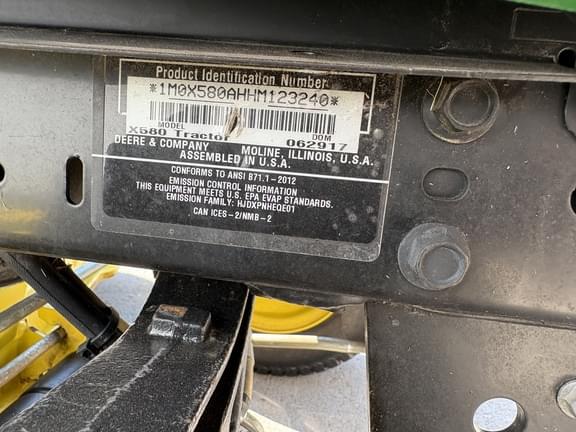 Product Identification Number
*1M0X580AHHM123240*
MODEL DOM
X580 Tractor 062917
DEERE & COMPANY MOLINE, ILLINOIS, U.S.A.
ASSEMBLED IN U.S.A.
CONFORMS TO ANSI B71.1-2012
EMISSION CONTROL INFORMATION
THIS EQUIPMENT MEETS U.S. EPA EVAP STANDARDS.
EMISSION FAMILY: HJDXPNHEQE01
CAN ICES-2/NMB-2